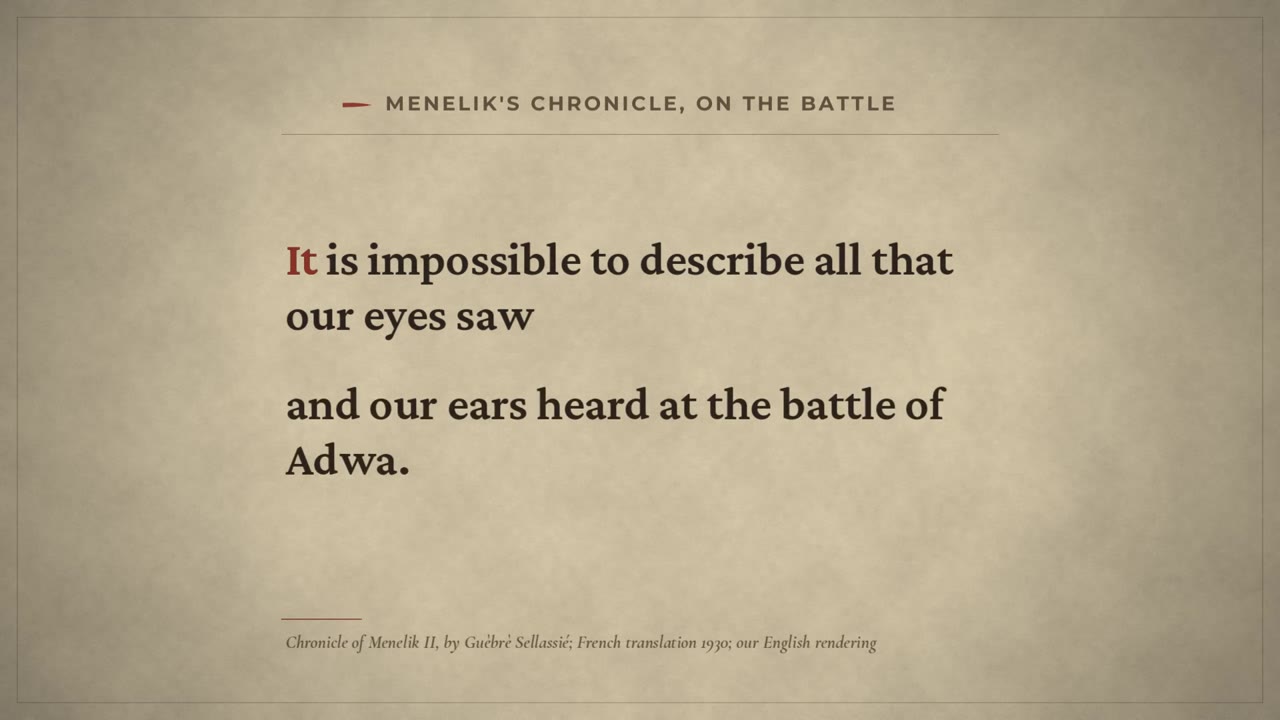 MENELIK'S CHRONICLE, ON THE BATTLE
It is impossible to describe all that
our eyes saw
and our ears heard at the battle of
Adwa.
Chronicle of Menelik II, by Guèbrè Sellassié; French translation 1930; our English rendering